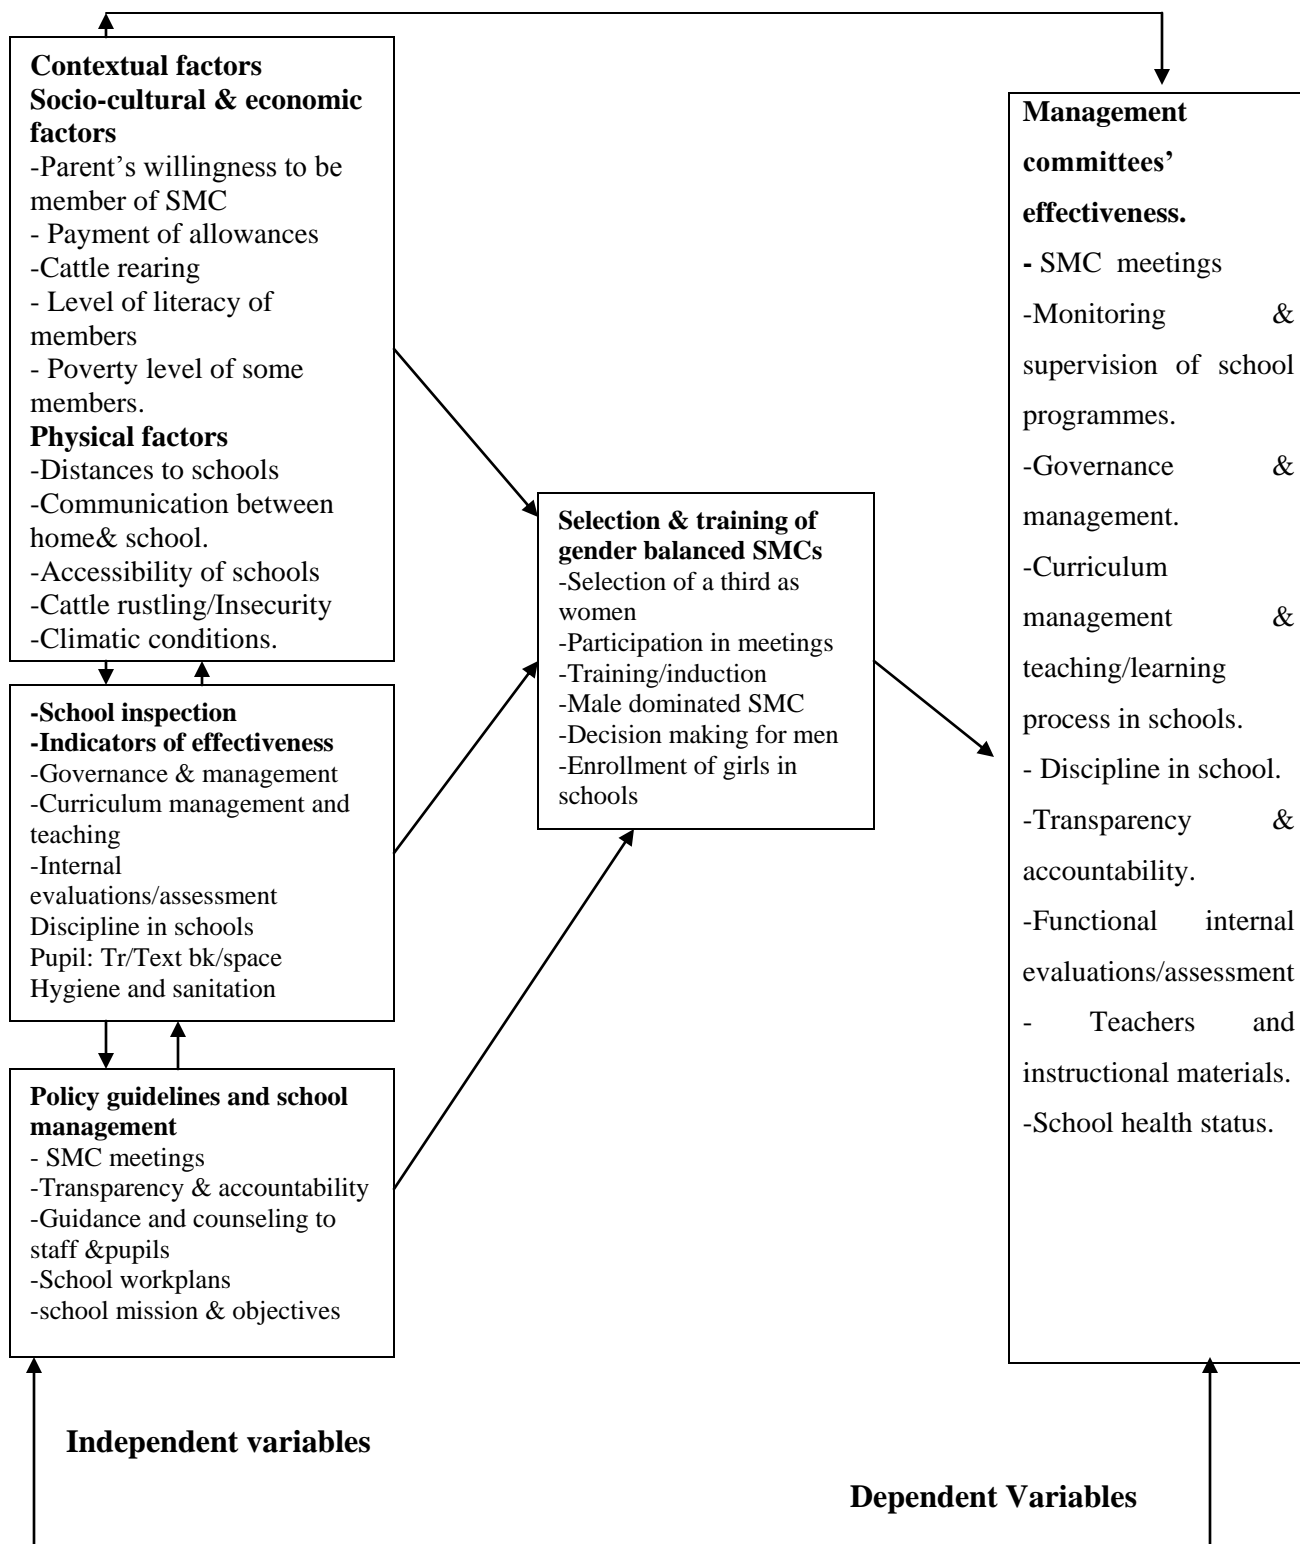 Contextual factors
Socio-cultural & economic
factors
-Parent’s willingness to be
member of SMC
- Payment of allowances
-Cattle rearing
- Level of literacy of
members
- Poverty level of some
members.
Physical factors
-Distances to schools
-Communication between
home& school.
-Accessibility of schools
-Cattle rustling/Insecurity
-Climatic conditions.
-School inspection
-Indicators of effectiveness
-Governance & management
-Curriculum management and
teaching
-Internal
evaluations/assessment
Discipline in schools
Pupil: Tr/Text bk/space
Hygiene and sanitation
Policy guidelines and school
management
- SMC meetings
-Transparency & accountability
-Guidance and counseling to
staff &pupils
-School workplans
-school mission & objectives
Selection & training of
gender balanced SMCs
-Selection of a third as
women
-Participation in meetings
-Training/induction
-Male dominated SMC
-Decision making for men
-Enrollment of girls in
schools
Management
committees’
effectiveness.
- SMC meetings
-Monitoring &
supervision of school
programmes.
-Governance &
management.
-Curriculum
management &
teaching/learning
process in schools.
- Discipline in school.
-Transparency &
accountability.
-Functional internal
evaluations/assessment
- Teachers and
instructional materials.
-School health status.
Independent variables
Dependent Variables